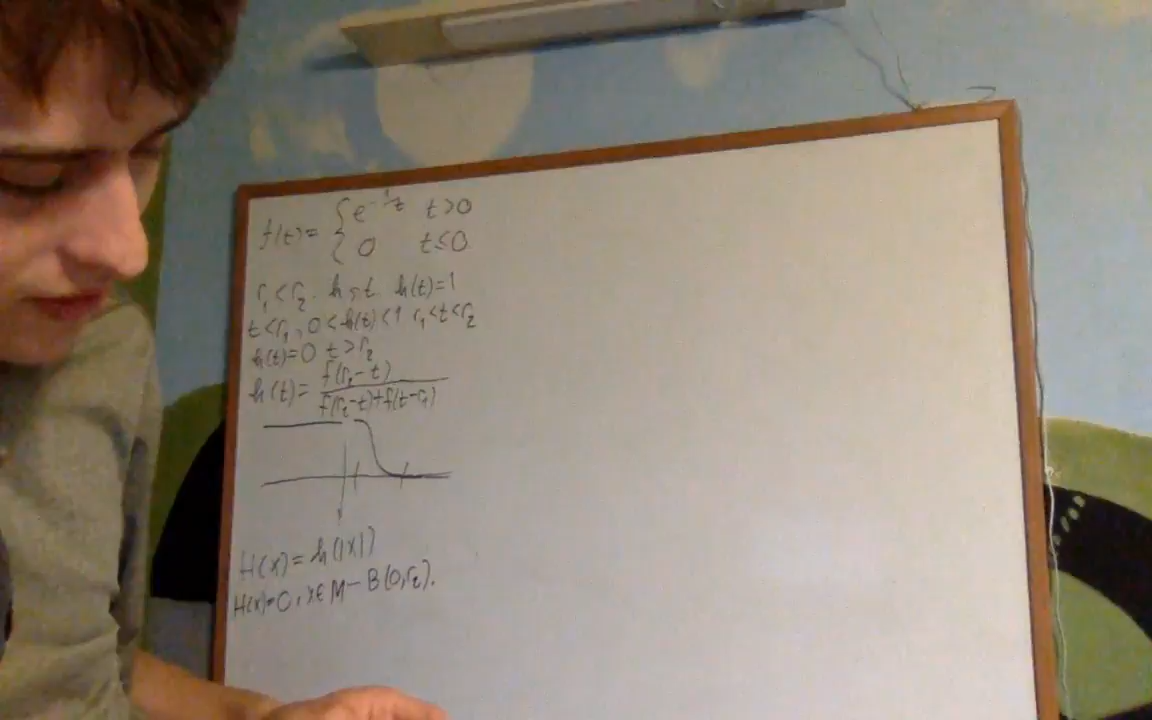 f(t) = { e^{-1/t} t>0
0 t≤0
r₁ < r₂. h s.t. h(t)=1
t<r₁, 0<h(t)<1 r₁<t<r₂
h(t)=0 t>r₂
h(t) = f(r₂-t) / f(r₂-t)+f(t-r₁)
H(x) = h(|x|)
H(x)=0, x∈M-B(0,r₂).